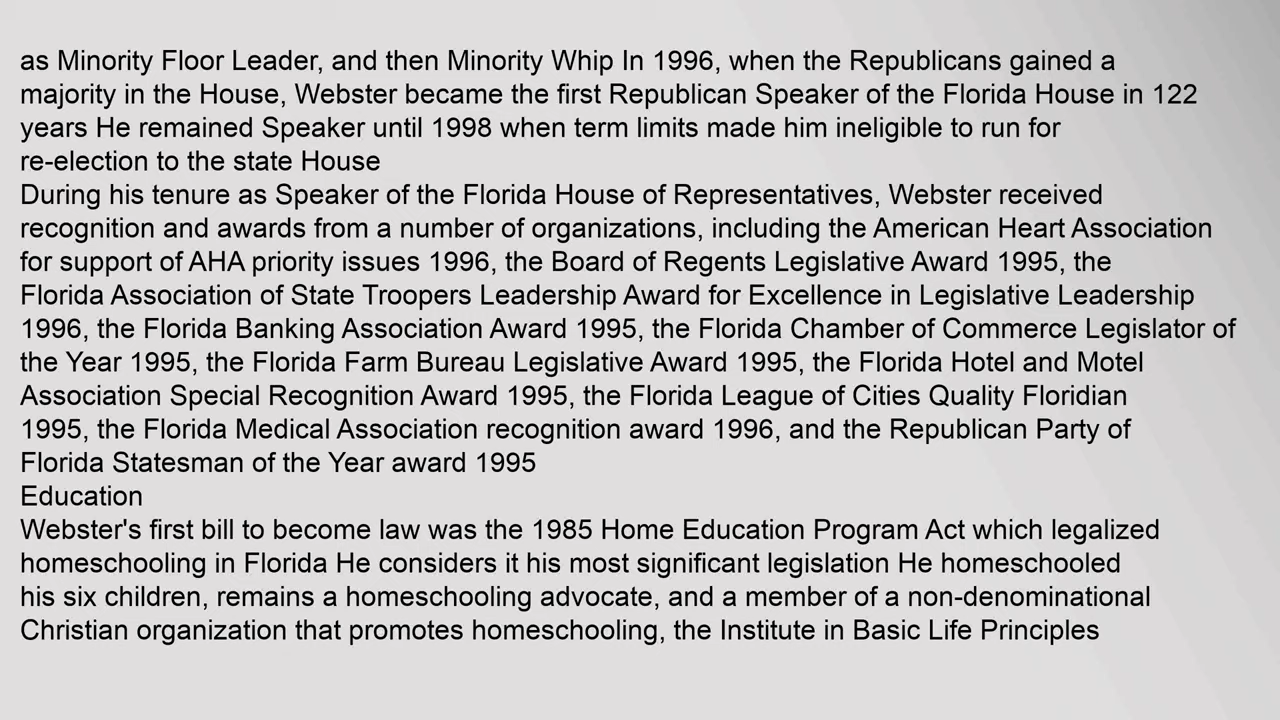 as Minority Floor Leader, and then Minority Whip In 1996, when the Republicans gained a
majority in the House, Webster became the first Republican Speaker of the Florida House in 122
years He remained Speaker until 1998 when term limits made him ineligible to run for
re-election to the state House
During his tenure as Speaker of the Florida House of Representatives, Webster received
recognition and awards from a number of organizations, including the American Heart Association
for support of AHA priority issues 1996, the Board of Regents Legislative Award 1995, the
Florida Association of State Troopers Leadership Award for Excellence in Legislative Leadership
1996, the Florida Banking Association Award 1995, the Florida Chamber of Commerce Legislator of
the Year 1995, the Florida Farm Bureau Legislative Award 1995, the Florida Hotel and Motel
Association Special Recognition Award 1995, the Florida League of Cities Quality Floridian
1995, the Florida Medical Association recognition award 1996, and the Republican Party of
Florida Statesman of the Year award 1995
Education
Webster's first bill to become law was the 1985 Home Education Program Act which legalized
homeschooling in Florida He considers it his most significant legislation He homeschooled
his six children, remains a homeschooling advocate, and a member of a non-denominational
Christian organization that promotes homeschooling, the Institute in Basic Life Principles